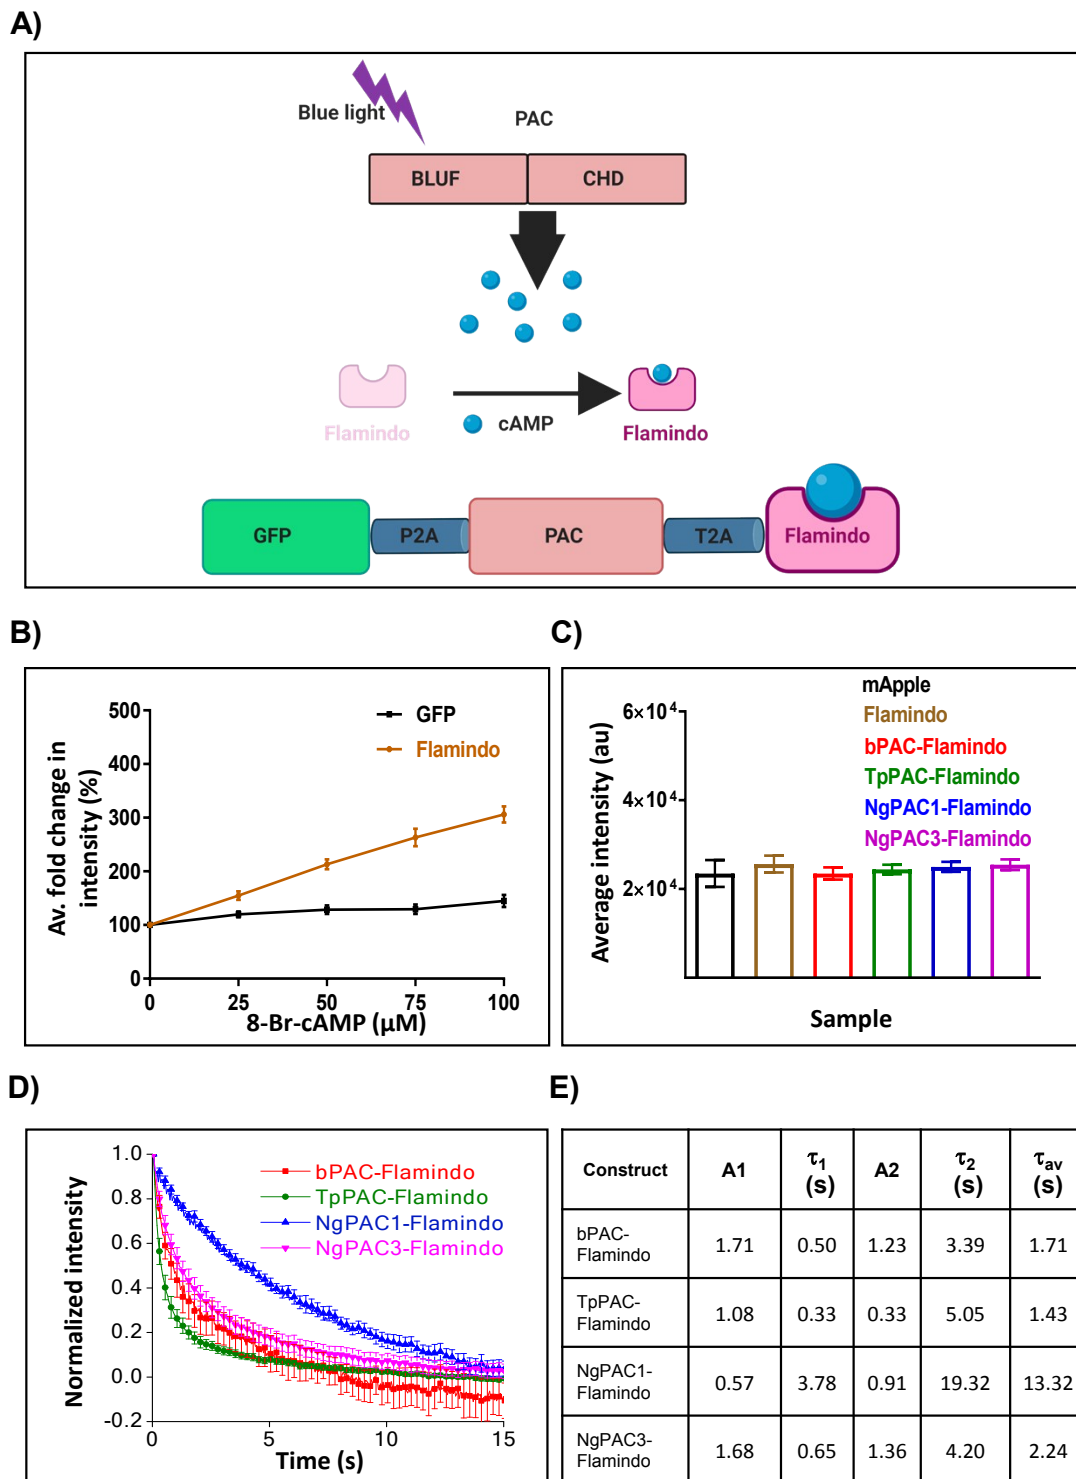 A)
Blue light
PAC
BLUF
CHD
Flamindo
cAMP
Flamindo
GFP
P2A
PAC
T2A
Flamindo
B)
Av. fold change in
intensity (%)
500
400
300
200
100
0
GFP
Flamindo
0 25 50 75 100
8-Br-cAMP (μM)
C)
Average intensity (au)
6×10⁴
4×10⁴
2×10⁴
mApple
Flamindo
bPAC-Flamindo
TpPAC-Flamindo
NgPAC1-Flamindo
NgPAC3-Flamindo
Sample
D)
Normalized intensity
1.0
0.8
0.6
0.4
0.2
0.0
-0.2
bPAC-Flamindo
TpPAC-Flamindo
NgPAC1-Flamindo
NgPAC3-Flamindo
0 5 10 15
Time (s)
E)
Construct A1 τ₁ (s) A2 τ₂ (s) τav (s)
bPAC-
Flamindo 1.71 0.50 1.23 3.39 1.71
TpPAC-
Flamindo 1.08 0.33 0.33 5.05 1.43
NgPAC1-
Flamindo 0.57 3.78 0.91 19.32 13.32
NgPAC3-
Flamindo 1.68 0.65 1.36 4.20 2.24